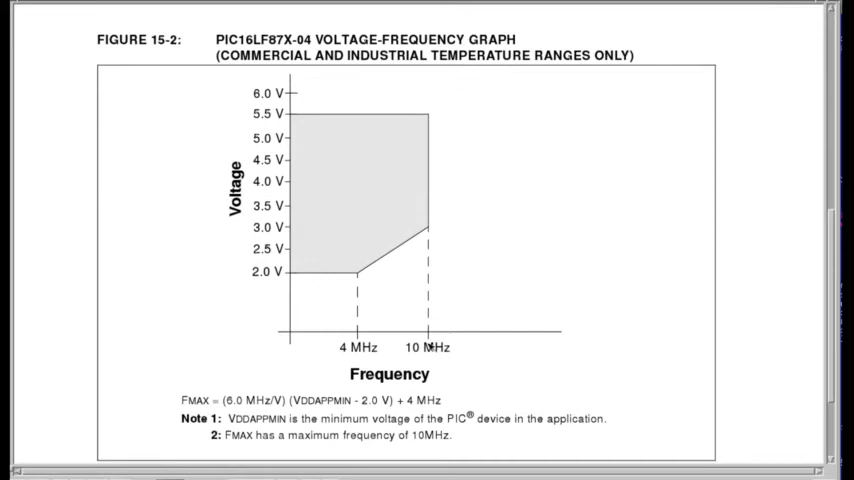 FIGURE 15-2: PIC16LF87X-04 VOLTAGE-FREQUENCY GRAPH
(COMMERCIAL AND INDUSTRIAL TEMPERATURE RANGES ONLY)
6.0 V
5.5 V
5.0 V
4.5 V
4.0 V
3.5 V
3.0 V
2.5 V
2.0 V
Voltage
4 MHz 10 MHz
Frequency
FMAX = (6.0 MHz/V) (VDDAPPMIN - 2.0 V) + 4 MHz
Note 1: VDDAPPMIN is the minimum voltage of the PIC® device in the application.
2: FMAX has a maximum frequency of 10MHz.